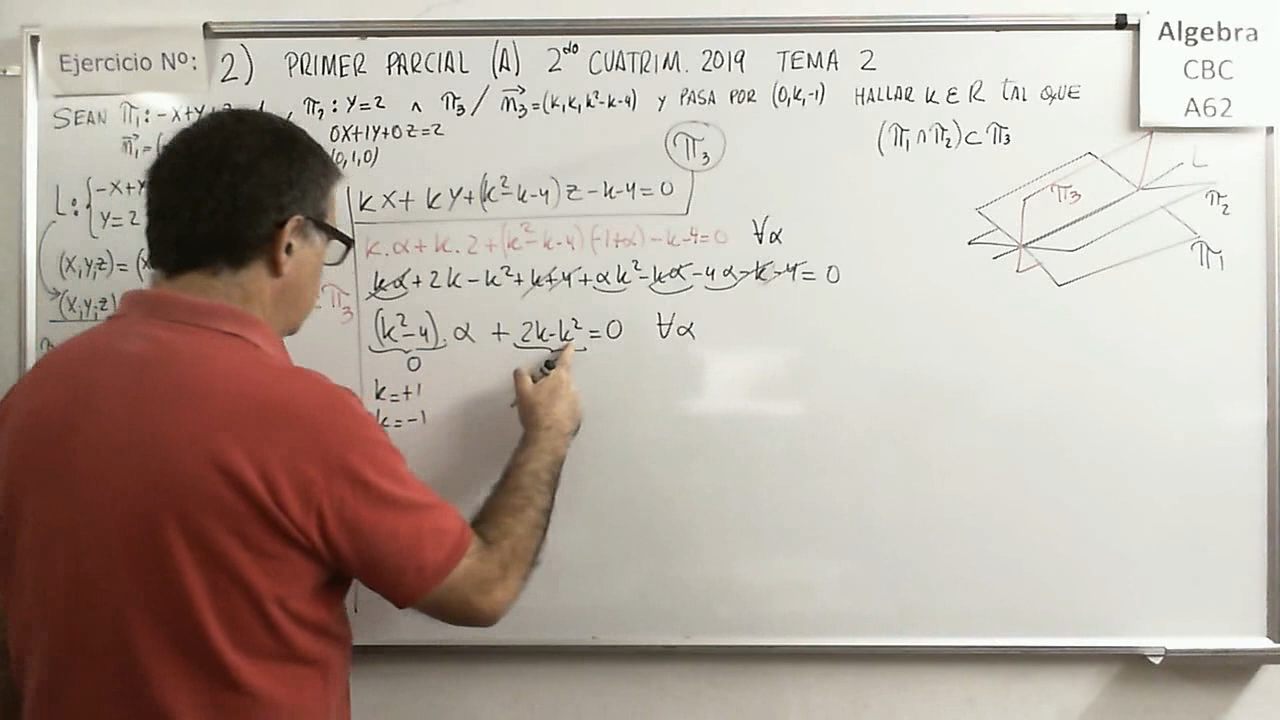 Ejercicio Nº: 2) PRIMER PARCIAL (A) 2do CUATRIM. 2019 TEMA 2
Algebra
CBC
A62
SEAN π₁: -X+Y+ , π₂: Y=2 ∧ π₃ / n₃=(k,k,k²-k-4) Y PASA POR (0,k,-1) HALLAR k ∈ R TAL QUE
n₁=( 0X+1Y+0Z=2 (π₁∩π₂)⊂π₃
(0,1,0) π₃
L: { -X+Y
Y=2
kX+kY+(k²-k-4)Z-k-4=0
(X,Y,Z)=(
k.α+k.2+(k²-k-4)(-1+α)-k-4=0 ∀α
(X,Y,Z)
kα+2k-k²+k+4+αk²-kα-4α-k-4=0
π₃
(k²-4).α + 2k-k²=0 ∀α
0
k=+1
k=-1
L
π₃
π₂
π₁